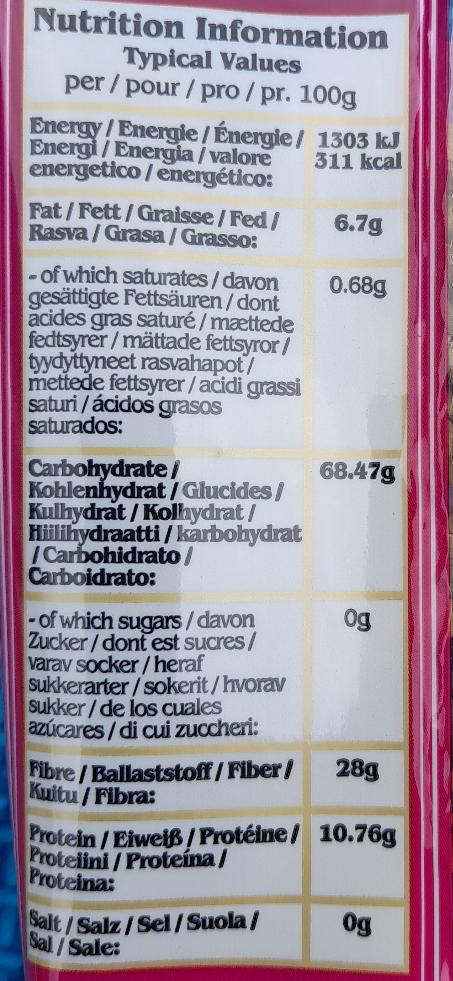 Nutrition Information
Typical Values
per / pour / pro / pr. 100g
Energy / Energie / Énergie / 1303 kJ
Energi / Energia / valore 311 kcal
energetico / energético:
Fat / Fett / Graisse / Fed / 6.7g
Rasva / Grasa / Grasso:
- of which saturates / davon 0.68g
gesättigte Fettsäuren / dont
acides gras saturé / mættede
fedtsyrer / mättade fettsyror /
tyydyttyneet rasvahapot /
mettede fettsyrer / acidi grassi
saturi / ácidos grasos
saturados:
Carbohydrate / 68.47g
Kohlenhydrat / Glucides /
Kulhydrat / Kolhydrat /
Hiilihydraatti / karbohydrat
/ Carbohidrato /
Carboidrato:
- of which sugars / davon 0g
Zucker / dont est sucres /
varav socker / heraf
sukkerarter / sokerit / hvorav
sukker / de los cuales
azúcares / di cui zuccheri:
Fibre / Ballaststoff / Fiber / 28g
Kuitu / Fibra:
Protein / Eiweiß / Protéine / 10.76g
Proteiini / Proteína /
Proteina:
Salt / Salz / Sel / Suola / 0g
Sal / Sale: